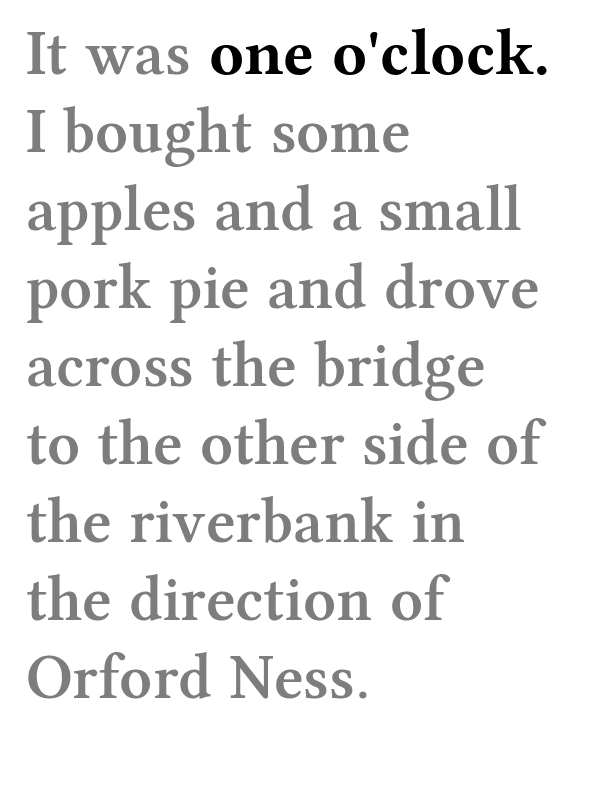 It was one o'clock.
I bought some
apples and a small
pork pie and drove
across the bridge
to the other side of
the riverbank in
the direction of
Orford Ness.